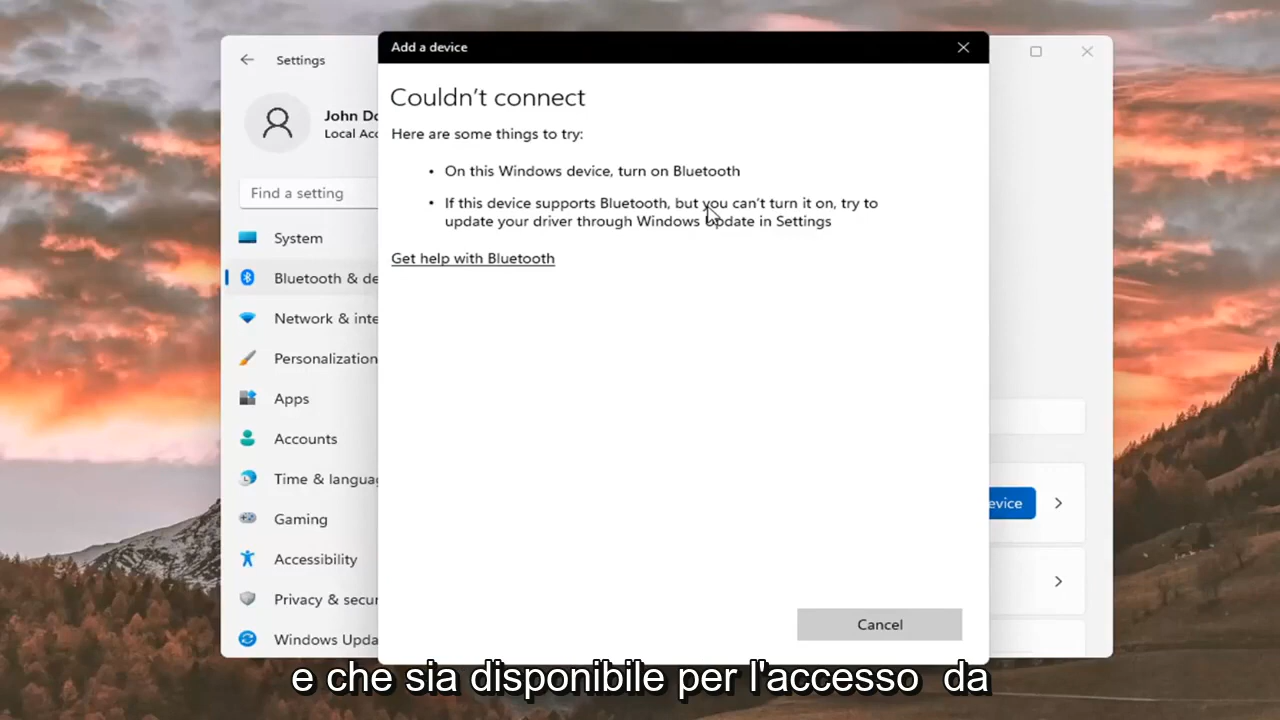 Add a device
Settings
Couldn't connect
John Do
Local Acc
Here are some things to try:
• On this Windows device, turn on Bluetooth
• If this device supports Bluetooth, but you can't turn it on, try to
update your driver through Windows Update in Settings
Find a setting
Get help with Bluetooth
System
Bluetooth & de
Network & inte
Personalization
Apps
Accounts
Time & langua
Gaming
Accessibility
Privacy & secur
Windows Upda
evice
Cancel
e che sia disponibile per l'accesso da